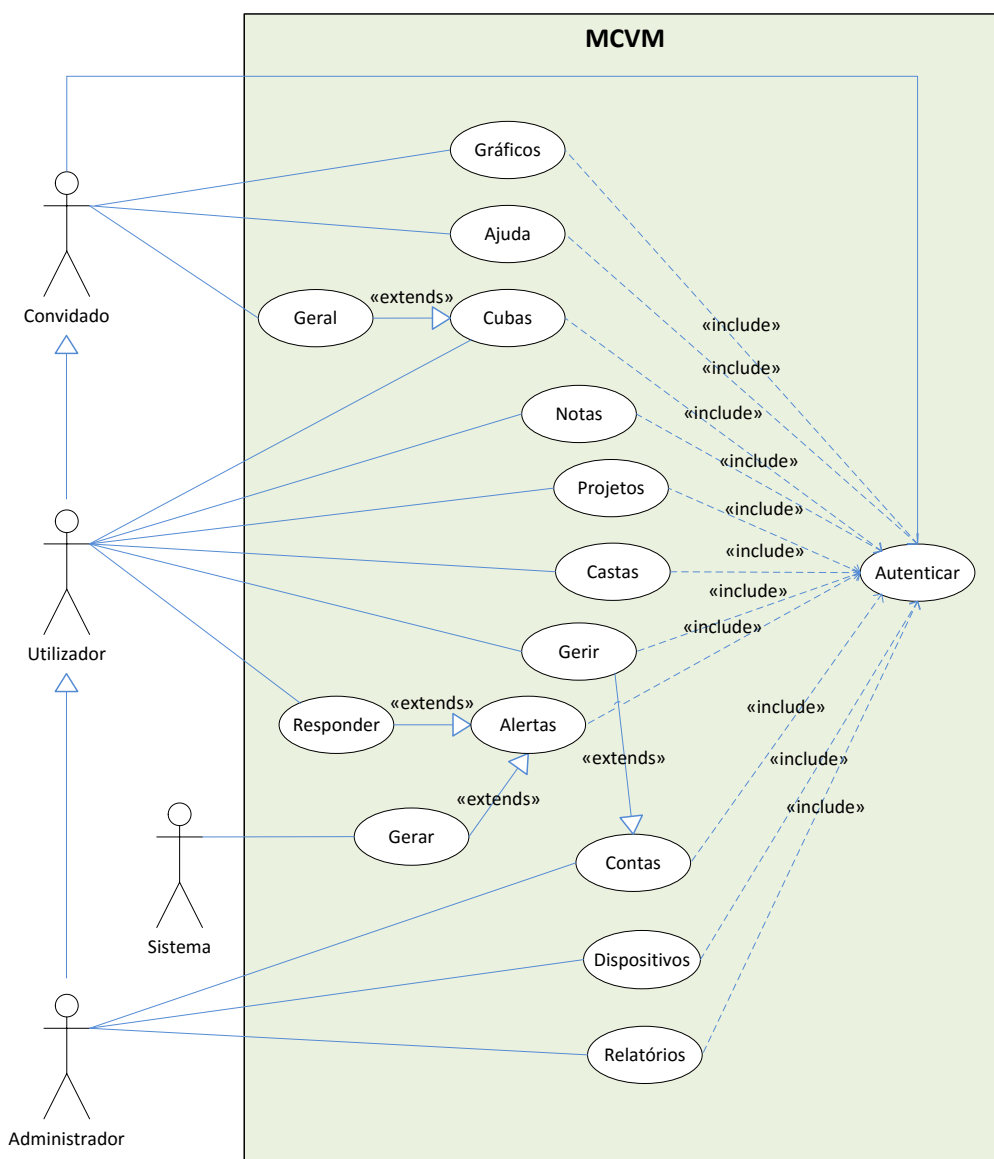 MCVM
Gráficos
Ajuda
Convidado
«extends»
Geral
Cubas
«include»
«include»
Notas
«include»
«include»
Projetos
«include»
Castas
«include»
Autenticar
«include»
Gerir
«include»
Utilizador
«extends»
Responder
Alertas
«include»
«extends»
«include»
«extends»
Gerar
«include»
Contas
Sistema
Dispositivos
Relatórios
Administrador